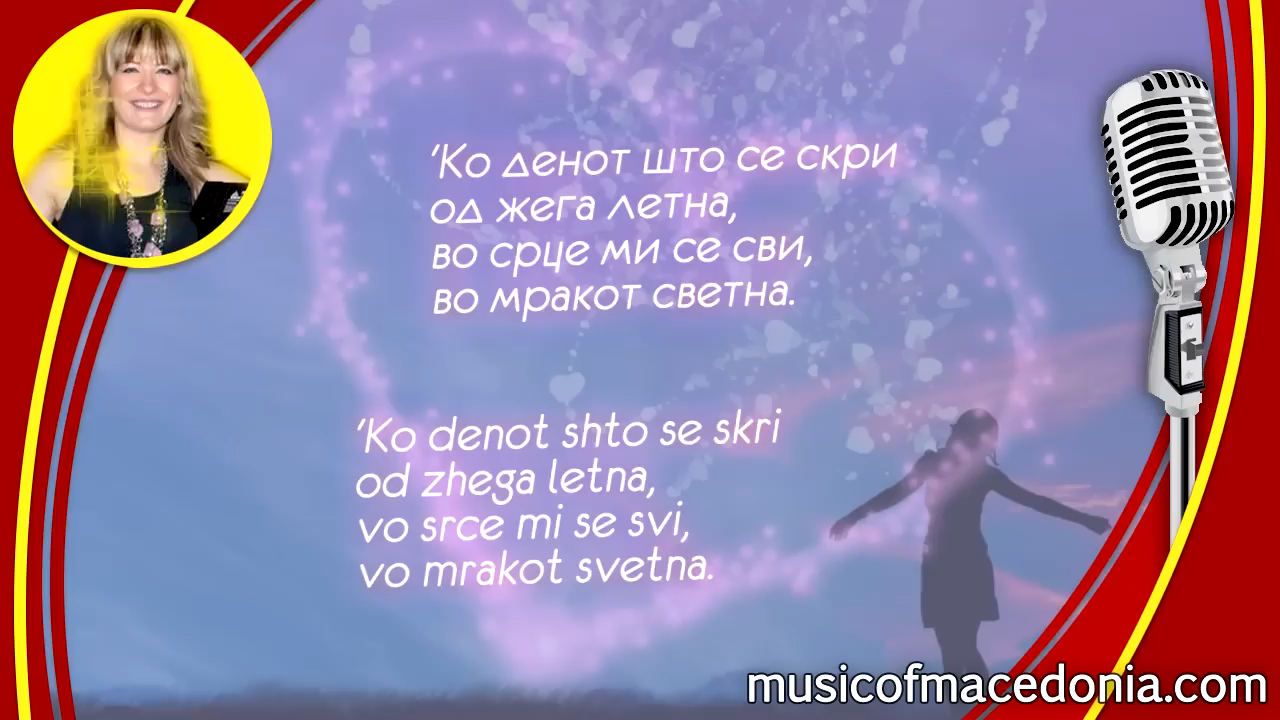 ‘Ко денот што се скри
од жега летна,
во срце ми се сви,
во мракот светна.
‘Ko denot shto se skri
od zhega letna,
vo srce mi se svi,
vo mrakot svetna.
musicofmacedonia.com